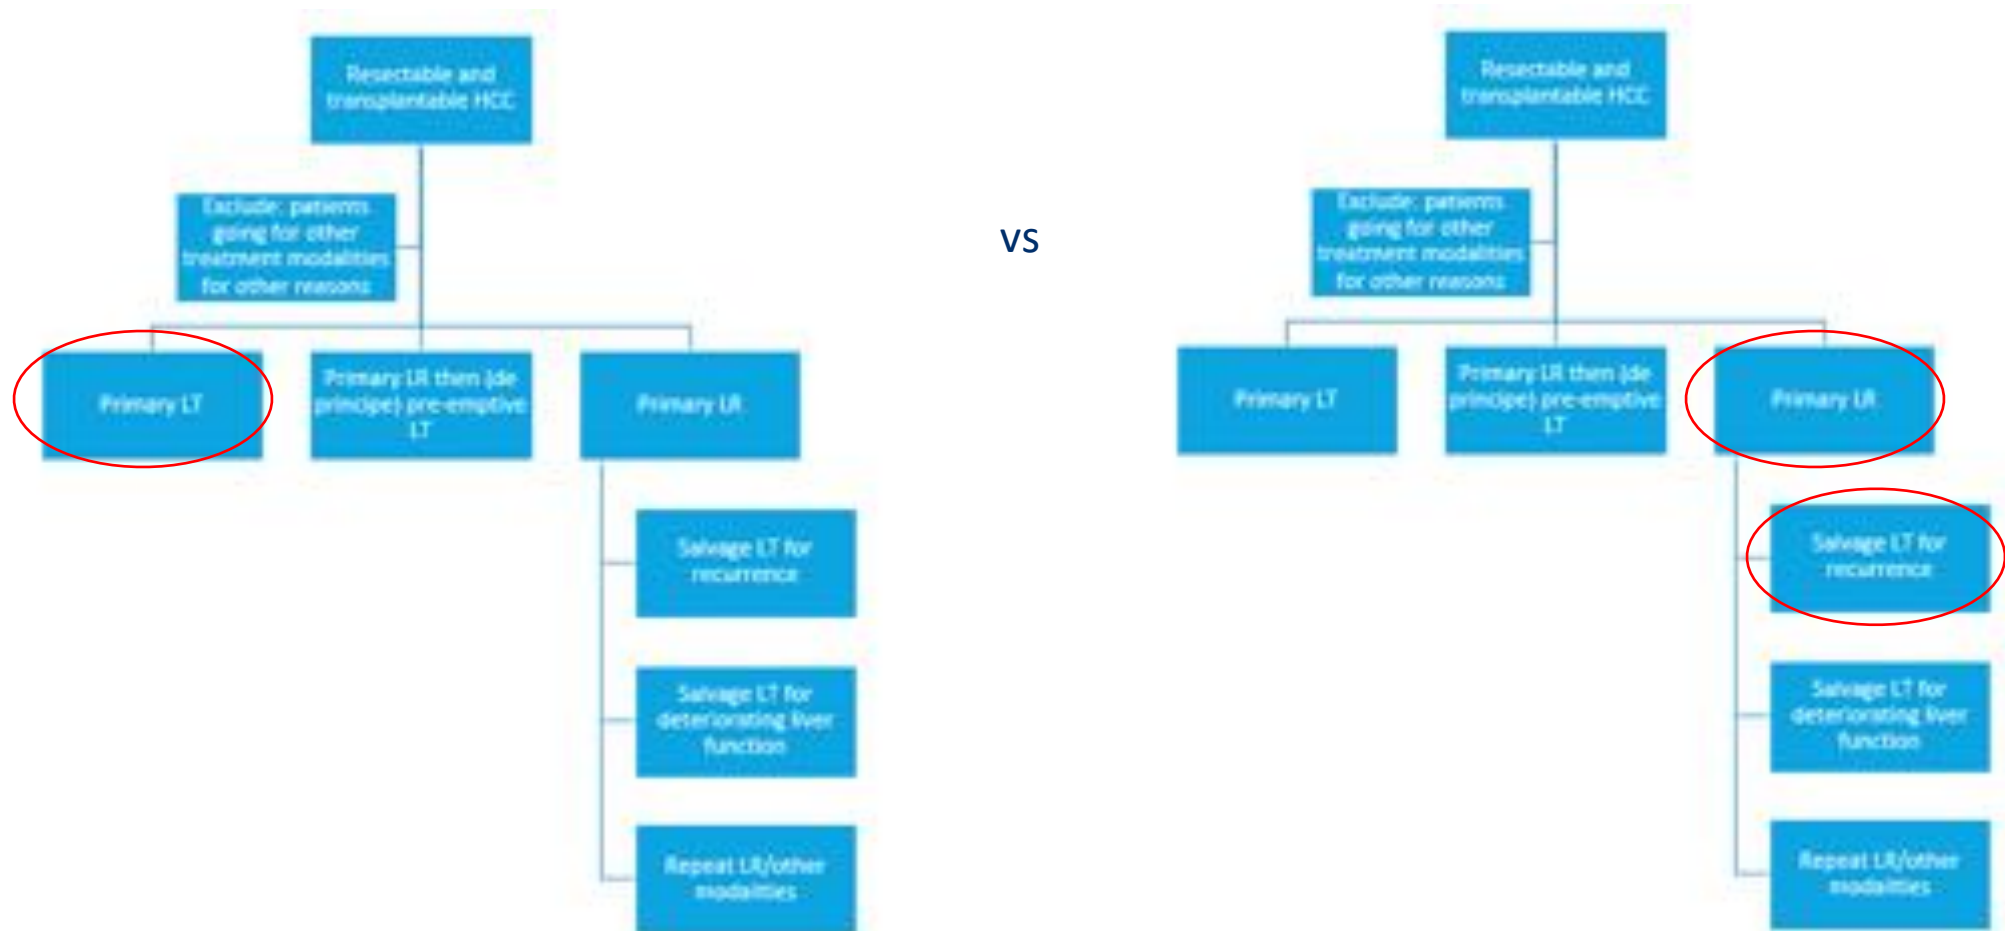 Resectable and
transplantable HCC
Exclude: patients
going for other
treatment modalities
for other reasons
Primary LT
Primary LR then (de
principe) pre-emptive
LT
Primary LR
Salvage LT for
recurrence
Salvage LT for
deteriorating liver
function
Repeat LR/other
modalities
vs
Resectable and
transplantable HCC
Exclude: patients
going for other
treatment modalities
for other reasons
Primary LT
Primary LR then (de
principe) pre-emptive
LT
Primary LR
Salvage LT for
recurrence
Salvage LT for
deteriorating liver
function
Repeat LR/other
modalities